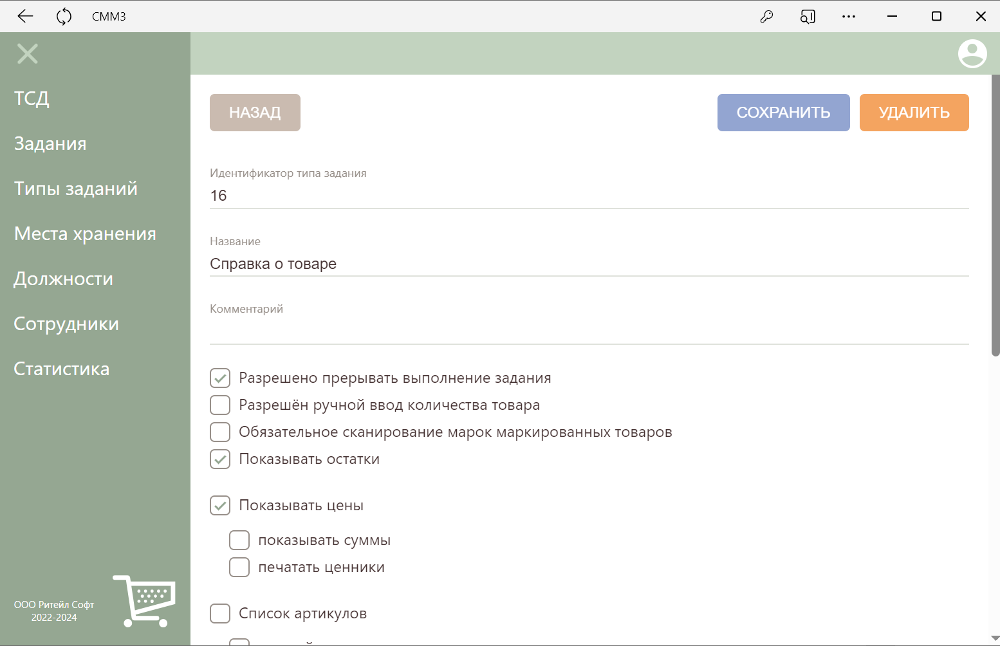 СММ3
ТСД
Задания
Типы заданий
Места хранения
Должности
Сотрудники
Статистика
ООО Ритейл Софт
2022-2024
НАЗАД
СОХРАНИТЬ
УДАЛИТЬ
Идентификатор типа задания
16
Название
Справка о товаре
Комментарий
Разрешено прерывать выполнение задания
Разрешён ручной ввод количества товара
Обязательное сканирование марок маркированных товаров
Показывать остатки
Показывать цены
показывать суммы
печатать ценники
Список артикулов